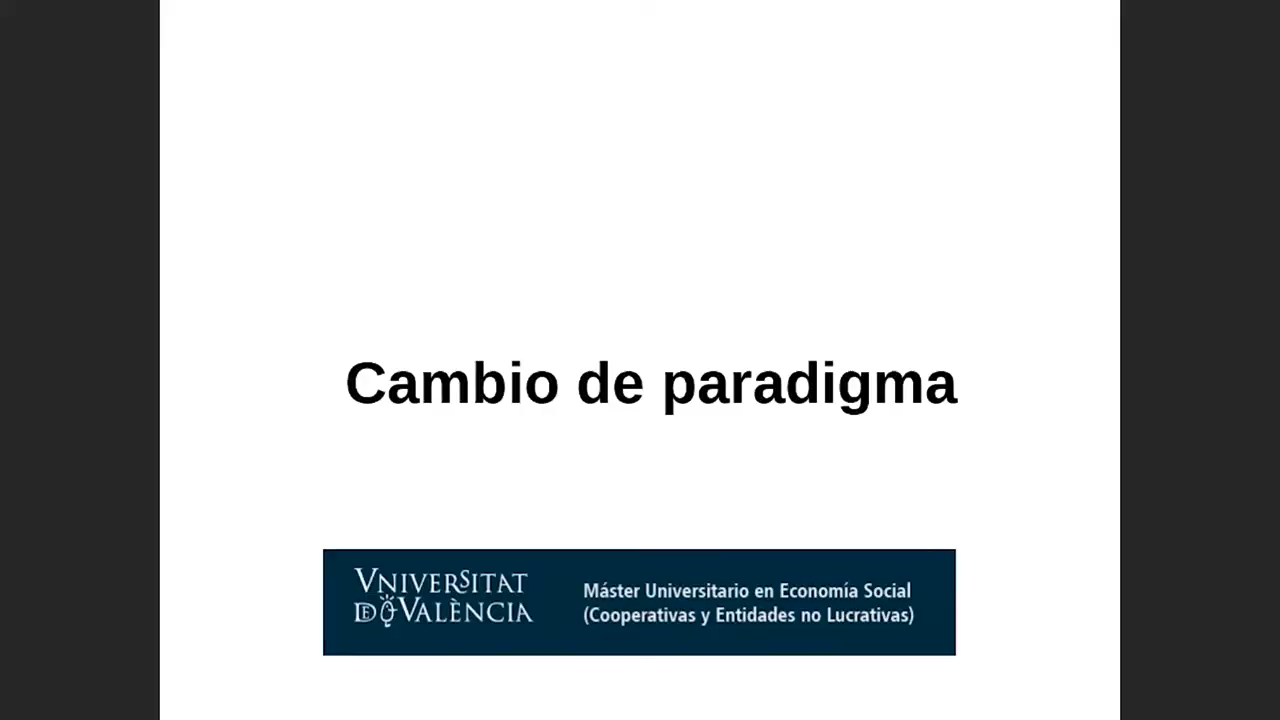 Cambio de paradigma
VNIVERSITAT
DE VALÈNCIA
Máster Universitario en Economía Social
(Cooperativas y Entidades no Lucrativas)